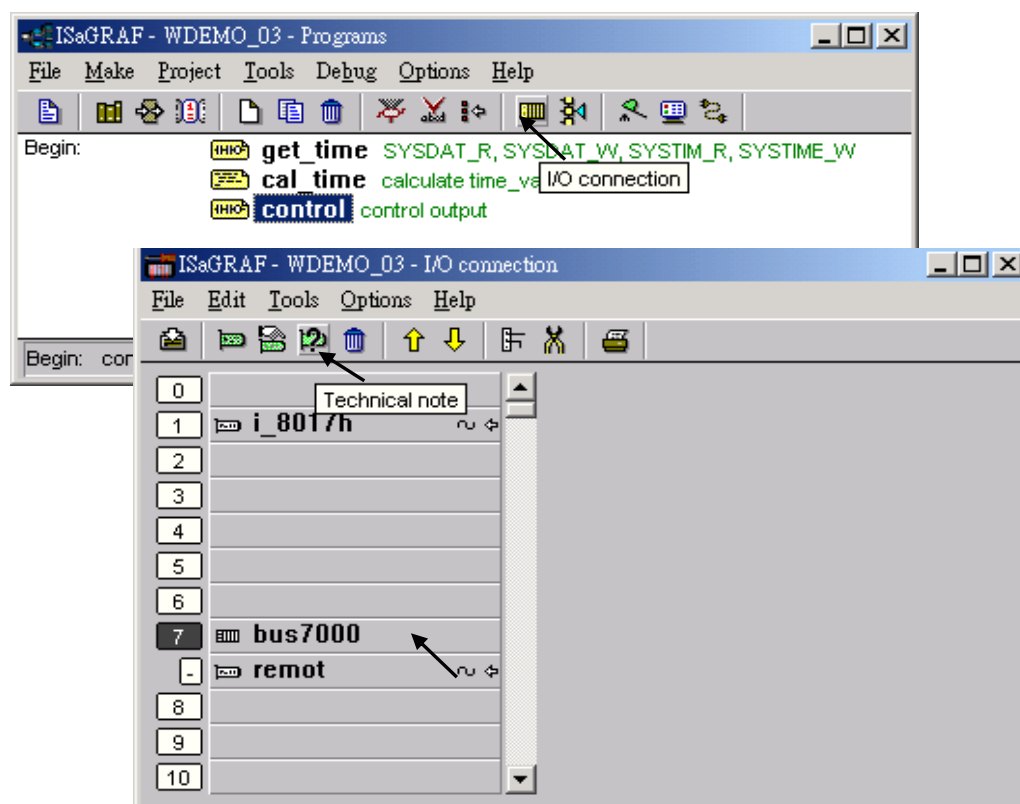 ISaGRAF - WDEMO_03 - Programs
File Make Project Tools Debug Options Help
Begin: get_time SYSDAT_R, SYSDAT_W, SYSTIM_R, SYSTIME_W
cal_time calculate time_va
I/O connection
control control output
Begin: cor
ISaGRAF - WDEMO_03 - I/O connection
File Edit Tools Options Help
Technical note
0
1 i_8017h
2
3
4
5
6
7 bus7000
- remot
8
9
10